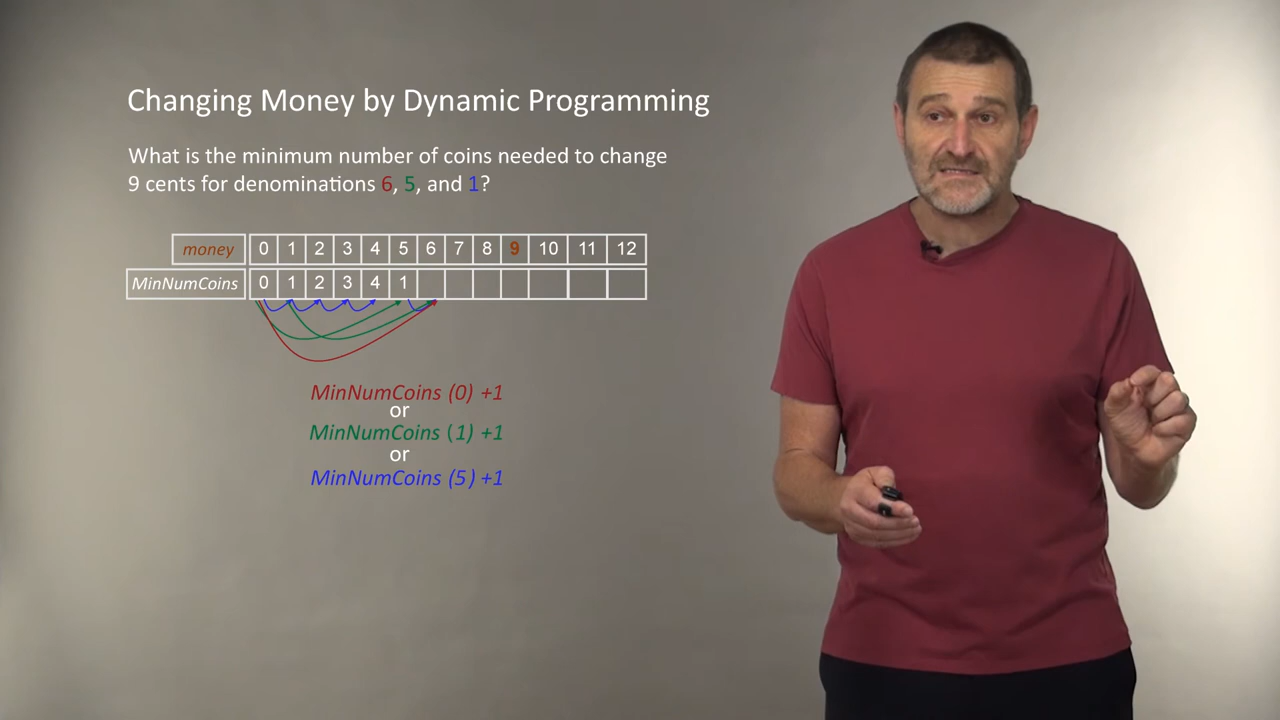 Changing Money by Dynamic Programming
What is the minimum number of coins needed to change
9 cents for denominations 6, 5, and 1?
money 0 1 2 3 4 5 6 7 8 9 10 11 12
MinNumCoins 0 1 2 3 4 1
MinNumCoins (0) +1
or
MinNumCoins (1) +1
or
MinNumCoins (5) +1